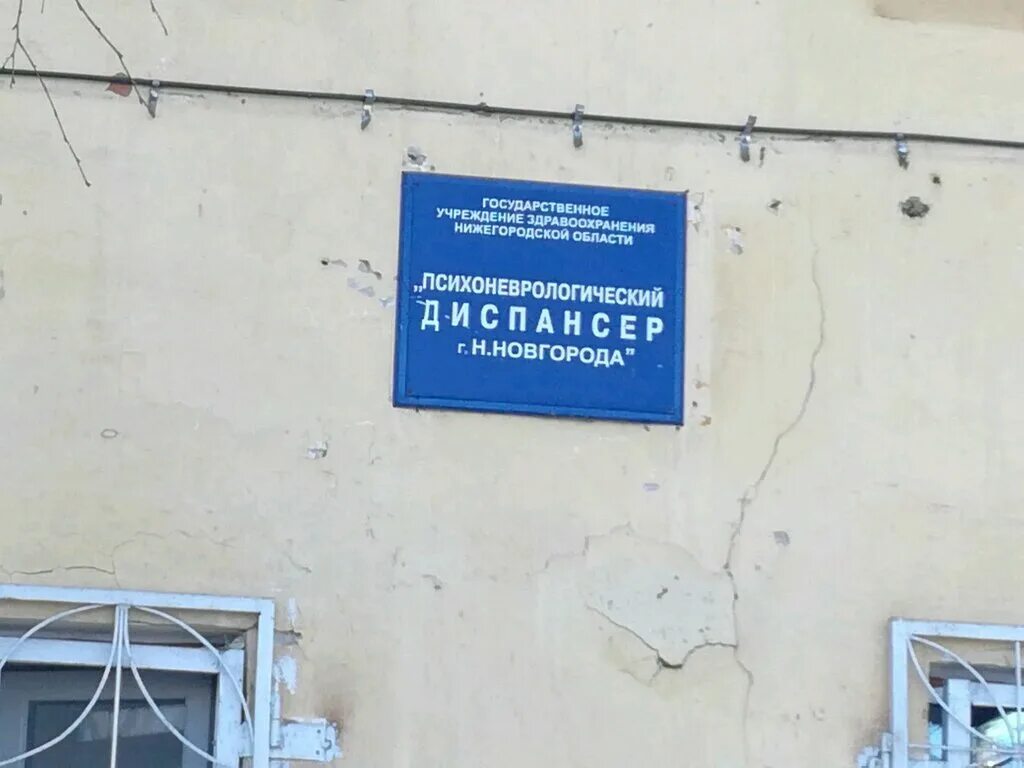 ГОСУДАРСТВЕННОЕ
УЧРЕЖДЕНИЕ ЗДРАВООХРАНЕНИЯ
НИЖЕГОРОДСКОЙ ОБЛАСТИ
„ПСИХОНЕВРОЛОГИЧЕСКИЙ
ДИСПАНСЕР
г. Н.НОВГОРОДА”